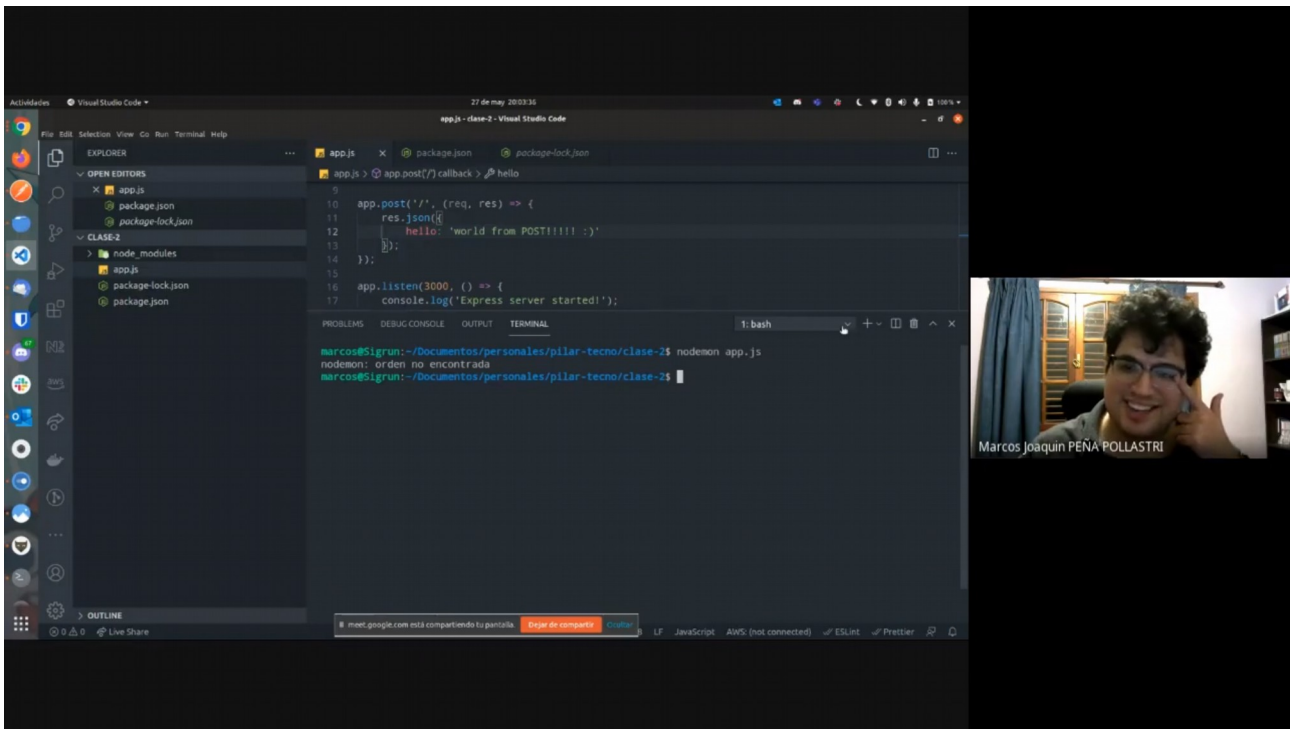 Actividades Visual Studio Code 27 de may 20:03:36 100%
app.js - clase-2 - Visual Studio Code
File Edit Selection View Go Run Terminal Help
EXPLORER ...
OPEN EDITORS
app.js
package.json
package-lock.json
CLASE-2
node_modules
app.js
package-lock.json
package.json
OUTLINE
app.js package.json package-lock.json
app.js > app.post('/') callback > hello
9
10 app.post('/', (req, res) => {
11 res.json({
12 hello: 'world from POST!!!!! :)'
13 });
14 });
15
16 app.listen(3000, () => {
17 console.log('Express server started!');
PROBLEMS DEBUG CONSOLE OUTPUT TERMINAL 1: bash
marcos@Sigrun:~/Documentos/personales/pilar-tecno/clase-2$ nodemon app.js
nodemon: orden no encontrada
marcos@Sigrun:~/Documentos/personales/pilar-tecno/clase-2$
meet.google.com está compartiendo tu pantalla. Dejar de compartir Ocultar
0 0 Live Share LF JavaScript AWS: (not connected) ESLint Prettier
Marcos Joaquin PEÑA POLLASTRI